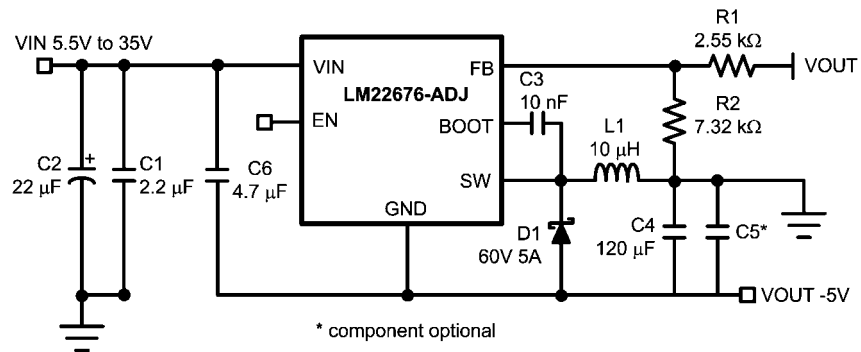 VIN 5.5V to 35V
VIN
FB
LM22676-ADJ
EN
BOOT
SW
GND
C3
10 nF
R1
2.55 kΩ
VOUT
R2
7.32 kΩ
L1
10 μH
C2
+
22 μF
C1
2.2 μF
C6
4.7 μF
D1
60V 5A
C4
120 μF
C5*
VOUT -5V
* component optional